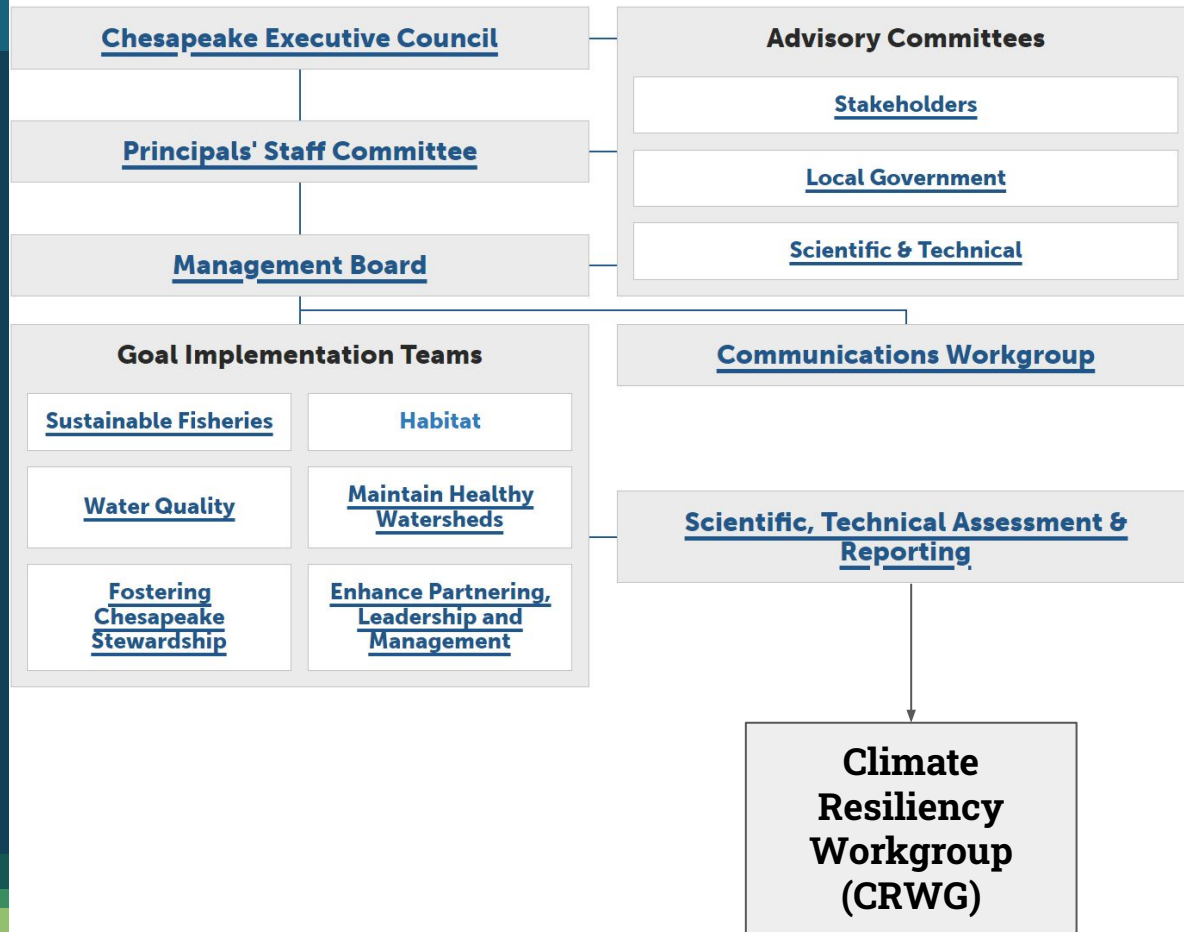 Chesapeake Executive Council
Principals' Staff Committee
Management Board
Advisory Committees
Stakeholders
Local Government
Scientific & Technical
Goal Implementation Teams
Sustainable Fisheries
Habitat
Water Quality
Maintain Healthy
Watersheds
Fostering
Chesapeake
Stewardship
Enhance Partnering,
Leadership and
Management
Communications Workgroup
Scientific, Technical Assessment &
Reporting
Climate
Resiliency
Workgroup
(CRWG)